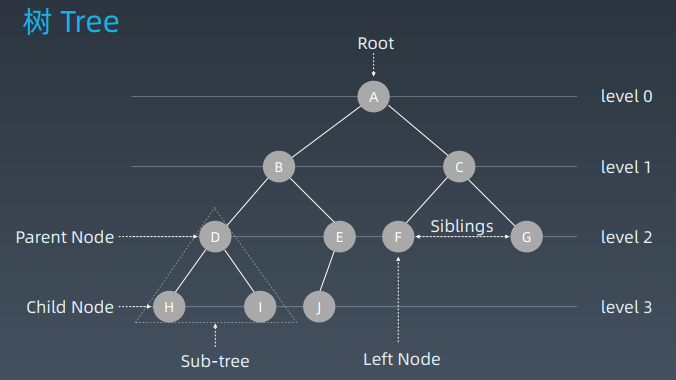 树 Tree
Root
A
level 0
B
C
level 1
Parent Node
D
E
F
Siblings
G
level 2
Child Node
H
I
J
level 3
Sub-tree
Left Node